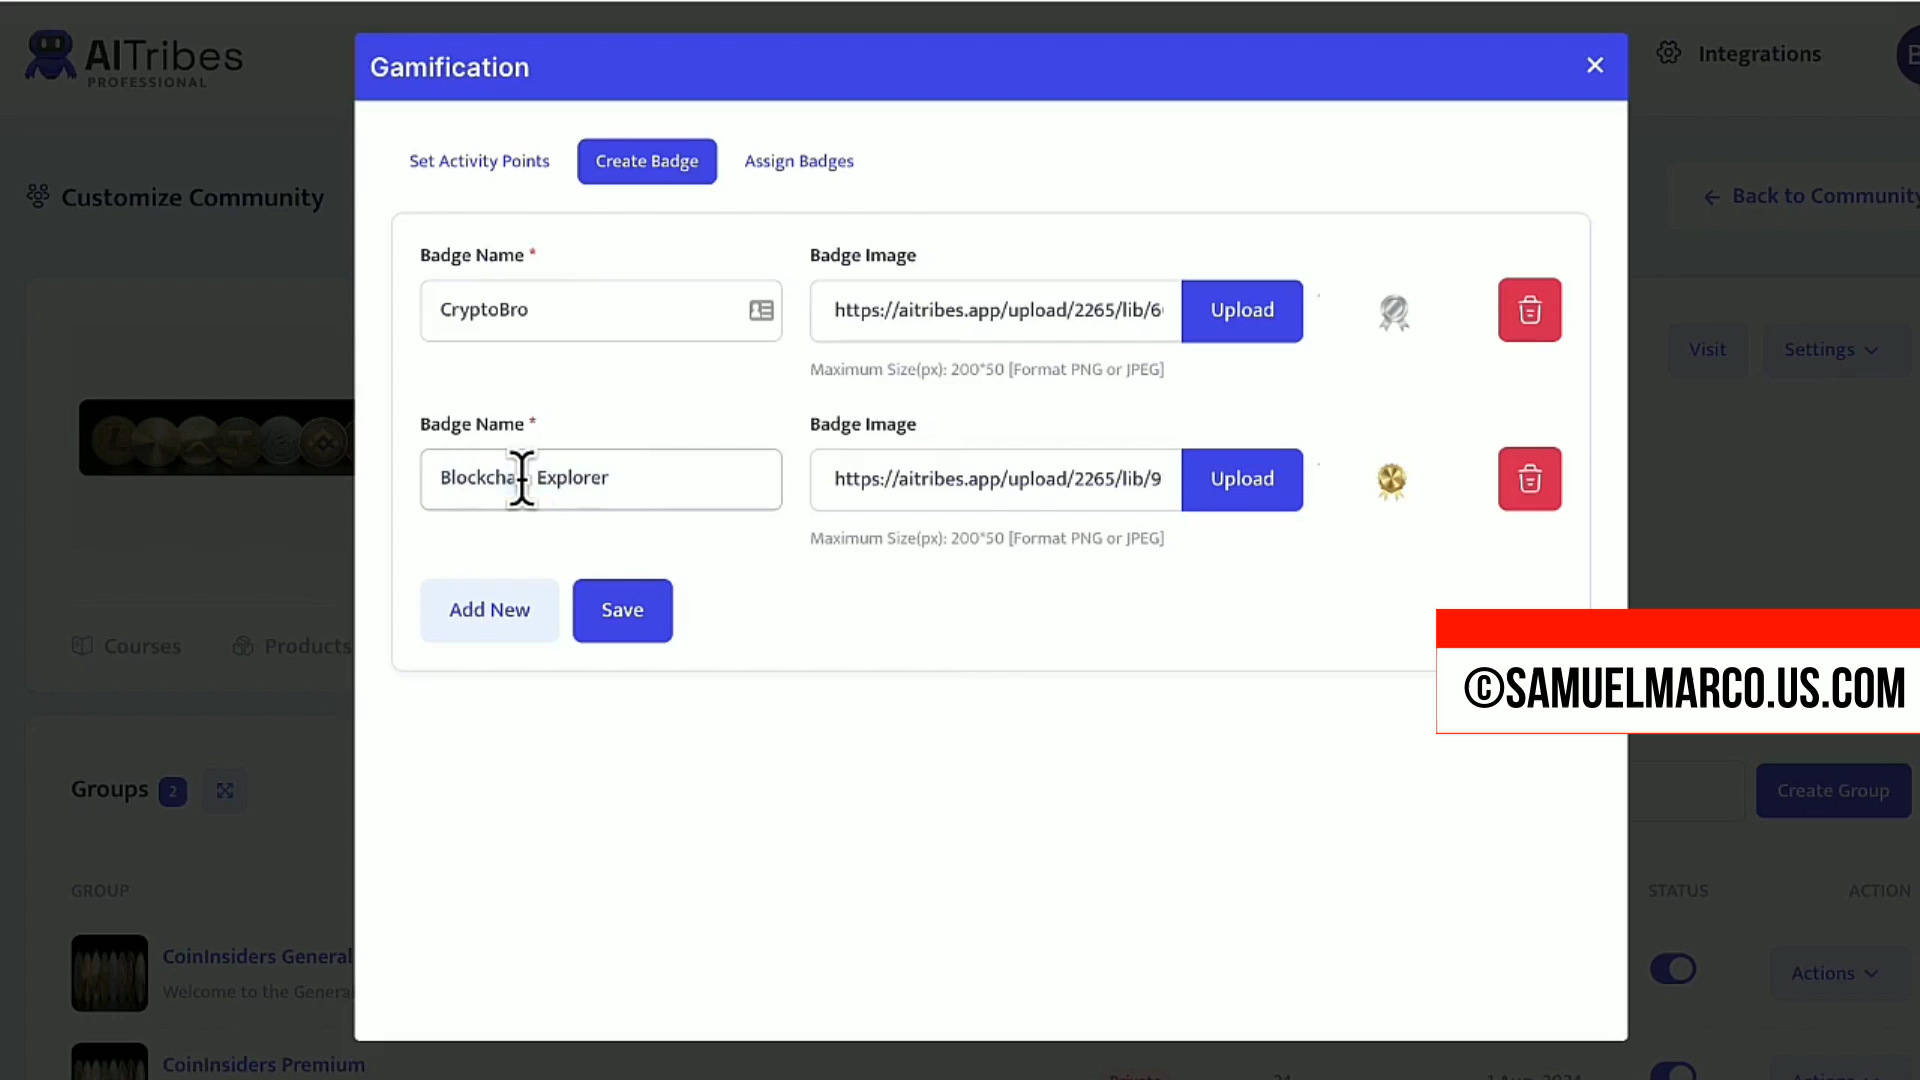 AITribes
PROFESSIONAL
Gamification
Integrations
Set Activity Points
Create Badge
Assign Badges
Customize Community
Back to Community
Badge Name *
Badge Image
CryptoBro
https://aitribes.app/upload/2265/lib/6
Upload
Maximum Size(px): 200*50 [Format PNG or JPEG]
Visit
Settings
Badge Name *
Badge Image
Explorer
https://aitribes.app/upload/2265/lib/9
Upload
Maximum Size(px): 200*50 [Format PNG or JPEG]
Add New
Save
Courses
Products
©SAMUELMARCO.US.COM
Groups 2
Create Group
GROUP
STATUS
ACTION
CoinInsiders General
Welcome to the General
Actions
CoinInsiders Premium